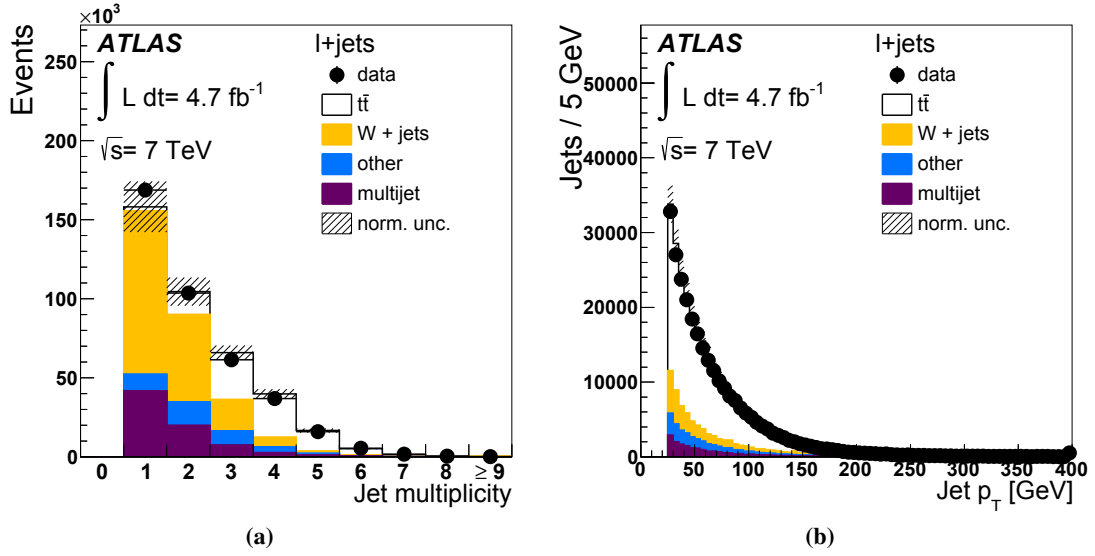 ×10³
ATLAS
l+jets
∫ L dt= 4.7 fb⁻¹
√s= 7 TeV
data
tt̄
W + jets
other
multijet
norm. unc.
Events
250
200
150
100
50
0
0 1 2 3 4 5 6 7 8 ≥ 9
Jet multiplicity
(a)
ATLAS
l+jets
∫ L dt= 4.7 fb⁻¹
√s= 7 TeV
data
tt̄
W + jets
other
multijet
norm. unc.
Jets / 5 GeV
50000
40000
30000
20000
10000
0
0 50 100 150 200 250 300 350 400
Jet p_T [GeV]
(b)